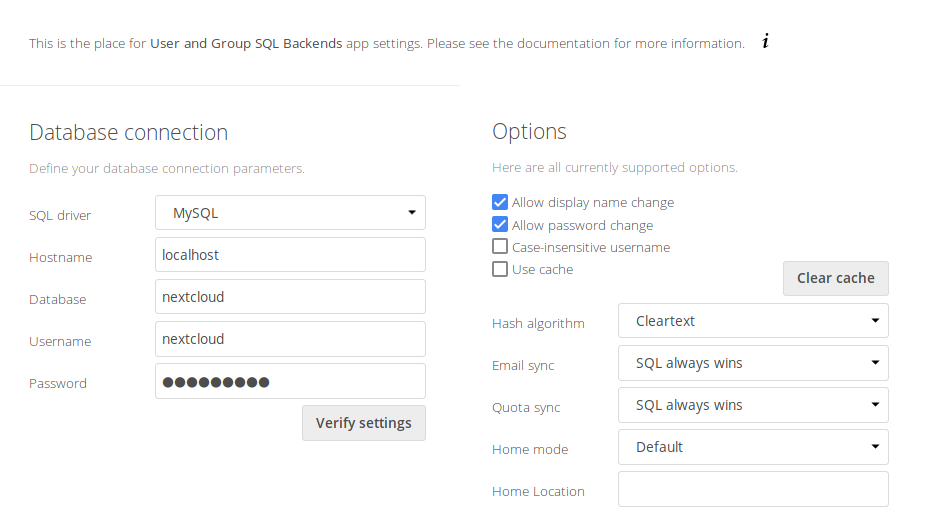 This is the place for User and Group SQL Backends app settings. Please see the documentation for more information. i
Database connection
Define your database connection parameters.
SQL driver MySQL
Hostname localhost
Database nextcloud
Username nextcloud
Password ●●●●●●●●●
Verify settings
Options
Here are all currently supported options.
Allow display name change
Allow password change
Case-insensitive username
Use cache
Clear cache
Hash algorithm Cleartext
Email sync SQL always wins
Quota sync SQL always wins
Home mode Default
Home Location